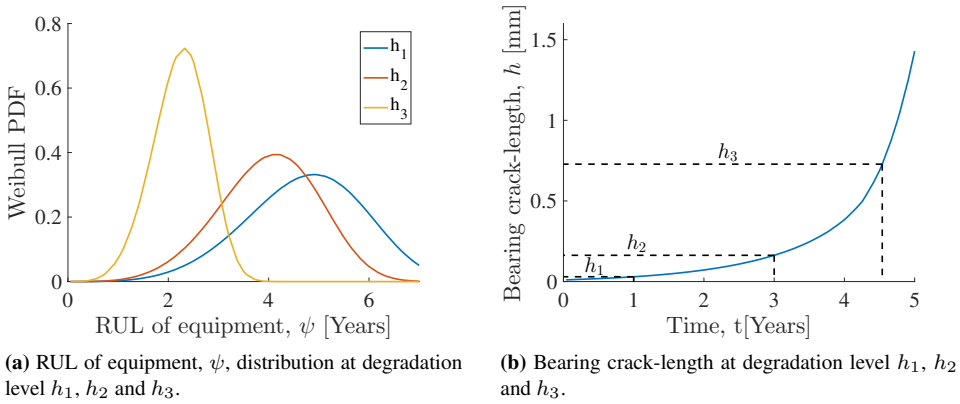 0.8
0.6
0.4
0.2
0
Weibull PDF
h₁
h₂
h₃
0 2 4 6
RUL of equipment, ψ [Years]
(a) RUL of equipment, ψ, distribution at degradation
level h₁, h₂ and h₃.
1.5
1
0.5
0
Bearing crack-length, h [mm]
h₃
h₂
h₁
0 1 2 3 4 5
Time, t[Years]
(b) Bearing crack-length at degradation level h₁, h₂
and h₃.